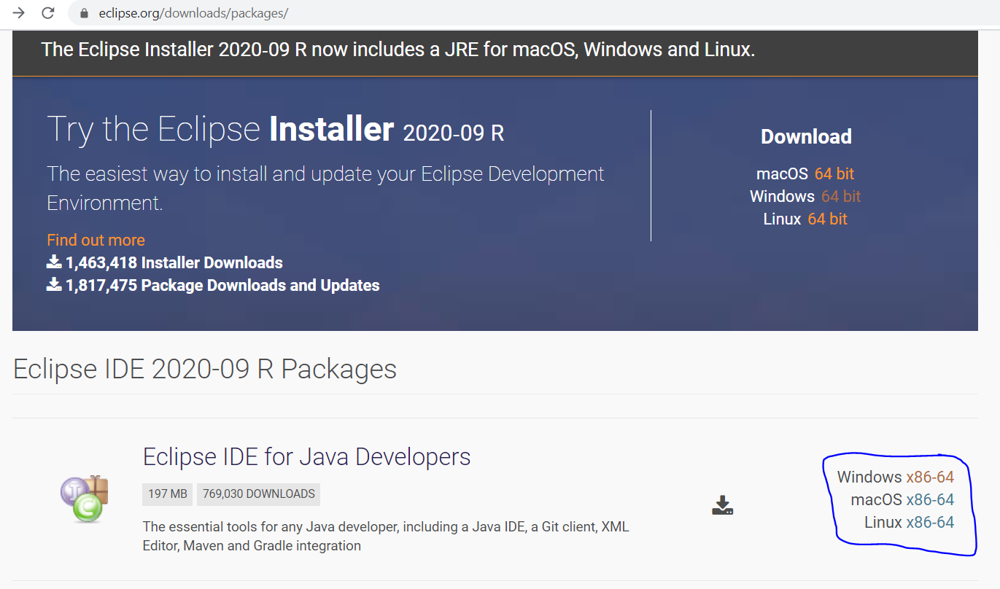 eclipse.org/downloads/packages/
The Eclipse Installer 2020-09 R now includes a JRE for macOS, Windows and Linux.
Try the Eclipse Installer 2020-09 R
The easiest way to install and update your Eclipse Development
Environment.
Find out more
1,463,418 Installer Downloads
1,817,475 Package Downloads and Updates
Download
macOS 64 bit
Windows 64 bit
Linux 64 bit
Eclipse IDE 2020-09 R Packages
Eclipse IDE for Java Developers
197 MB 769,030 DOWNLOADS
The essential tools for any Java developer, including a Java IDE, a Git client, XML
Editor, Maven and Gradle integration
Windows x86-64
macOS x86-64
Linux x86-64